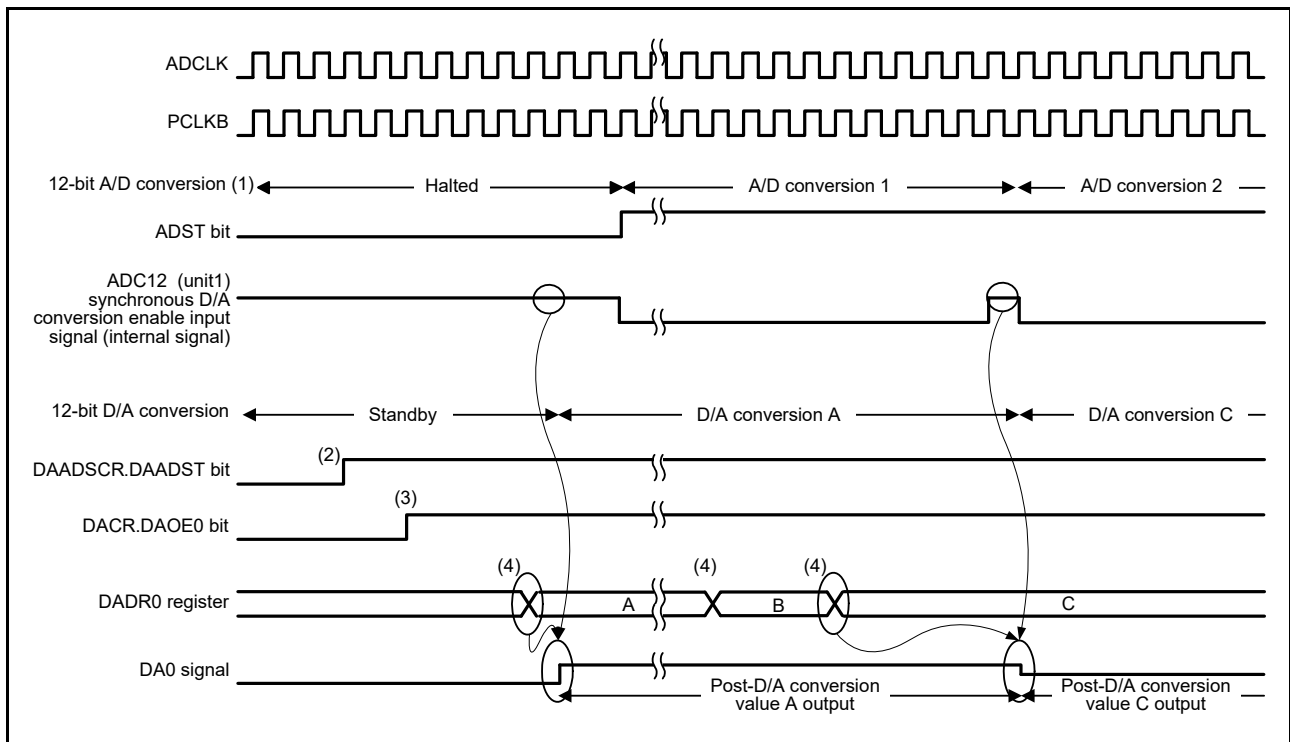 ADCLK
PCLKB
12-bit A/D conversion (1)
Halted
A/D conversion 1
A/D conversion 2
ADST bit
ADC12 (unit1)
synchronous D/A
conversion enable input
signal (internal signal)
12-bit D/A conversion
Standby
D/A conversion A
D/A conversion C
DAADSCR.DAADST bit
(2)
DACR.DAOE0 bit
(3)
(4)
(4)
(4)
DADR0 register
A
B
C
DA0 signal
Post-D/A conversion
value A output
Post-D/A conversion
value C output